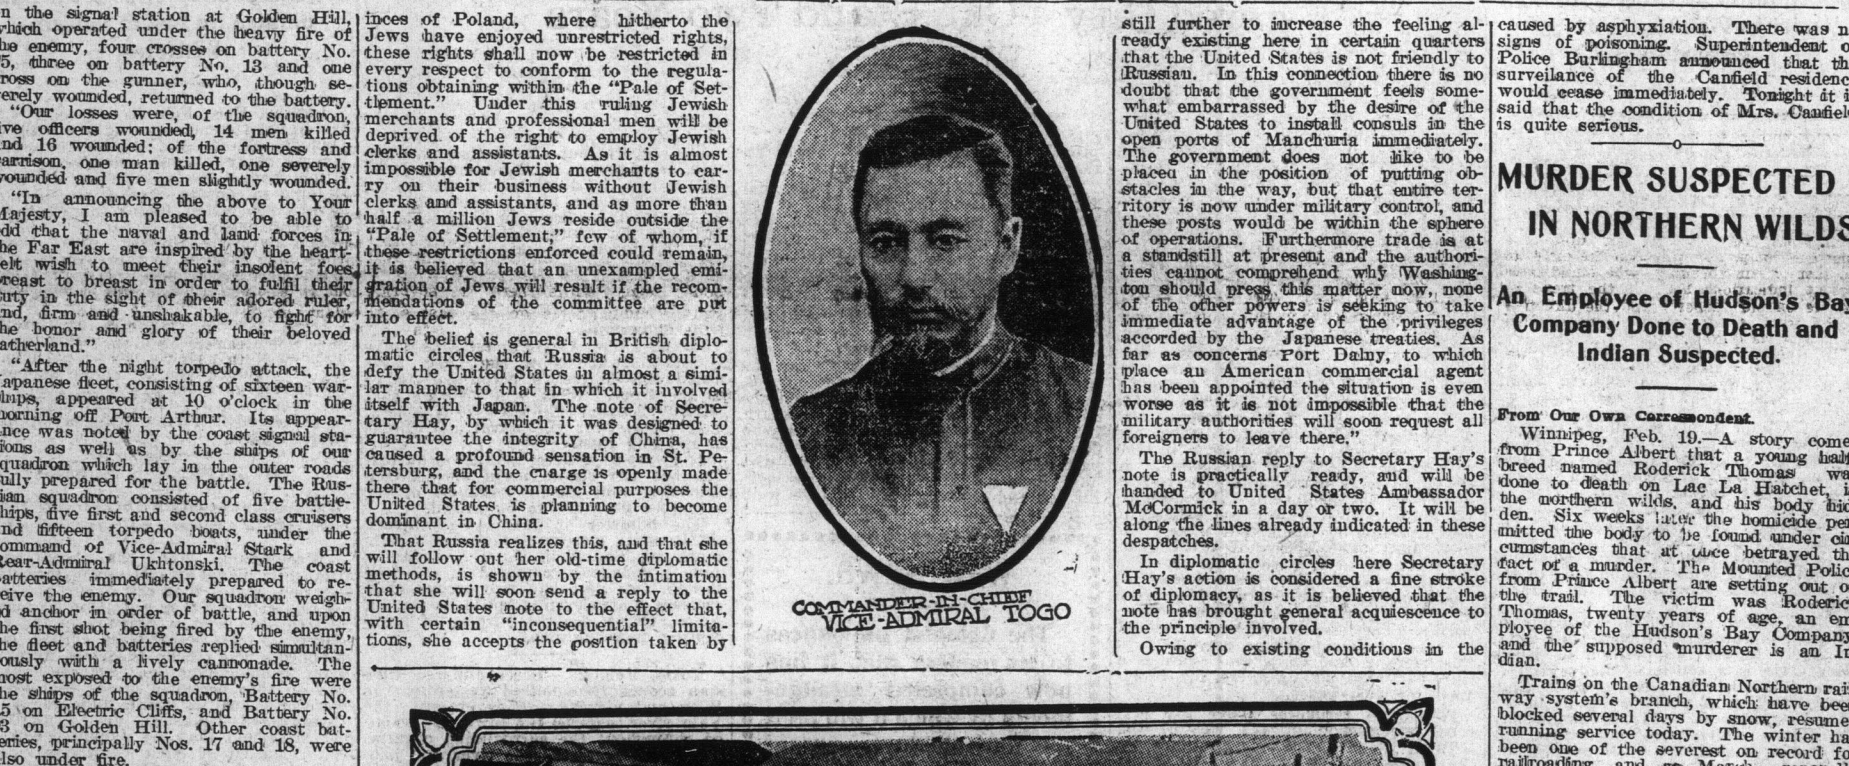 the signal station at Golden Hill,
which operated under the heavy fire of
the enemy, four crosses on battery No.
5, three on battery No. 13 and one
cross on the gunner, who, though se-
verely wounded, returned to the battery.
"Our losses were, of the squadron,
five officers wounded, 14 men killed
and 16 wounded; of the fortress and
garrison, one man killed, one severely
wounded and five men slightly wounded.
"In announcing the above to Your
Majesty, I am pleased to be able to
add that the naval and land forces in
the Far East are inspired by the heart-
felt wish to meet their insolent foes
breast to breast in order to fulfil their
duty in the sight of their adored ruler,
and, firm and unshakable, to fight for
the honor and glory of their beloved
fatherland."
"After the night torpedo attack, the
Japanese fleet, consisting of sixteen war-
ships, appeared at 10 o'clock in the
morning off Port Arthur. Its appear-
ance was noted by the coast signal sta-
tions as well as by the ships of our
squadron which lay in the outer roads
fully prepared for the battle. The Rus-
sian squadron consisted of five battle-
ships, five first and second class cruisers
and fifteen torpedo boats, under the
command of Vice-Admiral Stark and
Rear-Admiral Ukhtonski. The coast
batteries immediately prepared to re-
ceive the enemy. Our squadron weigh-
ed anchor in order of battle, and upon
the first shot being fired by the enemy,
the fleet and batteries replied simultan-
ously with a lively cannonade. The
most exposed to the enemy's fire were
the ships of the squadron, Battery No.
5 on Electric Cliffs, and Battery No.
3 on Golden Hill. Other coast bat-
teries, principally Nos. 17 and 18, were
also under fire.
inces of Poland, where hitherto the
Jews have enjoyed unrestricted rights,
these rights shall now be restricted in
every respect to conform to the regula-
tions obtaining within the "Pale of Set-
tlement." Under this ruling Jewish
merchants and professional men will be
deprived of the right to employ Jewish
clerks and assistants. As it is almost
impossible for Jewish merchants to car-
ry on their business without Jewish
clerks and assistants, and as more than
half a million Jews reside outside the
"Pale of Settlement," few of whom, if
these restrictions enforced could remain,
it is believed that an unexampled emi-
gration of Jews will result if the recom-
mendations of the committee are put
into effect.
The belief is general in British diplo-
matic circles, that Russia is about to
defy the United States in almost a simi-
lar manner to that in which it involved
itself with Japan. The note of Secre-
tary Hay, by which it was designed to
guarantee the integrity of China, has
caused a profound sensation in St. Pe-
tersburg, and the charge is openly made
there that for commercial purposes the
United States is planning to become
dominant in China.
That Russia realizes this, and that she
will follow out her old-time diplomatic
methods, is shown by the intimation
that she will soon send a reply to the
United States note to the effect that,
with certain "inconsequential" limita-
tions, she accepts the position taken by
COMMANDER-IN-CHIEF
VICE-ADMIRAL TOGO
still further to increase the feeling al-
ready existing here in certain quarters
that the United States is not friendly to
Russian. In this connection there is no
doubt that the government feels some-
what embarrassed by the desire of the
United States to install consuls in the
open ports of Manchuria immediately.
The government does not like to be
placed in the position of putting ob-
stacles in the way, but that entire ter-
ritory is now under military control, and
these posts would be within the sphere
of operations. Furthermore trade is at
a standstill at present and the authori-
ties cannot comprehend why Washing-
ton should press this matter now, none
of the other powers is seeking to take
immediate advantage of the privileges
accorded by the Japanese treaties. As
far as concerns Port Dalny, to which
place an American commercial agent
has been appointed the situation is even
worse as it is not impossible that the
military authorities will soon request all
foreigners to leave there."
The Russian reply to Secretary Hay's
note is practically ready, and will be
handed to United States Ambassador
McCormick in a day or two. It will be
along the lines already indicated in these
despatches.
In diplomatic circles here Secretary
Hay's action is considered a fine stroke
of diplomacy, as it is believed that the
note has brought general acquiescence to
the principle involved.
Owing to existing conditions in the
caused by asphyxiation. There was n
signs of poisoning. Superintendent o
Police Burlingham announced that th
surveilance of the Canfield residenc
would cease immediately. Tonight it i
said that the condition of Mrs. Canfiel
is quite serious.
MURDER SUSPECTED
IN NORTHERN WILDS
An Employee of Hudson's Bay
Company Done to Death and
Indian Suspected.
From Our Own Correspondent.
Winnipeg, Feb. 19.—A story come
from Prince Albert that a young half
breed named Roderick Thomas wa
done to death on Lac La Hatchet, i
the northern wilds, and his body hid
den. Six weeks later the homicide per
mitted the body to be found under cir
cumstances that at once betrayed th
fact of a murder. The Mounted Polic
from Prince Albert are setting out o
the trail. The victim was Roderic
Thomas, twenty years of age, an em
ployee of the Hudson's Bay Company
and the supposed murderer is an In
dian.
Trains on the Canadian Northern rail
way system's branch, which have bee
blocked several days by snow, resume
running service today. The winter ha
been one of the severest on record fo
railroading, and